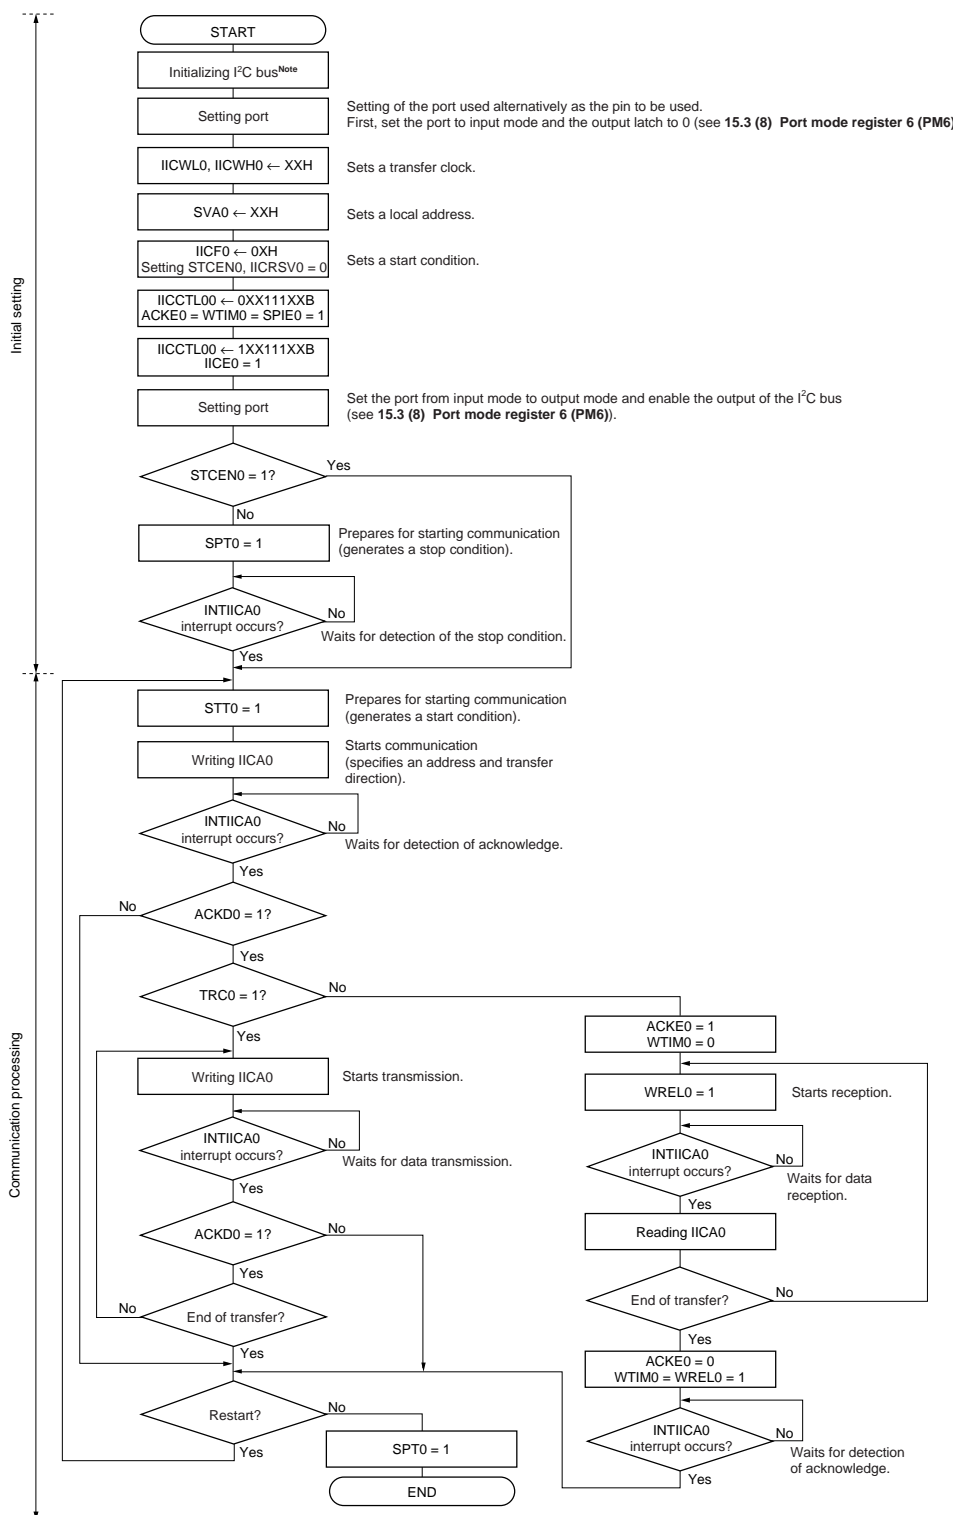 START
Initializing I²C bus^Note
Setting port
Setting of the port used alternatively as the pin to be used.
First, set the port to input mode and the output latch to 0 (see 15.3 (8) Port mode register 6 (PM6)
IICWL0, IICWH0 ← XXH
Sets a transfer clock.
SVA0 ← XXH
Sets a local address.
IICF0 ← 0XH
Setting STCEN0, IICRSV0 = 0
Sets a start condition.
IICCTL00 ← 0XX111XXB
ACKE0 = WTIM0 = SPIE0 = 1
IICCTL00 ← 1XX111XXB
IICE0 = 1
Setting port
Set the port from input mode to output mode and enable the output of the I²C bus
(see 15.3 (8) Port mode register 6 (PM6)).
Initial setting
STCEN0 = 1?
Yes
No
SPT0 = 1
Prepares for starting communication
(generates a stop condition).
INTIICA0
interrupt occurs?
No
Waits for detection of the stop condition.
Yes
STT0 = 1
Prepares for starting communication
(generates a start condition).
Writing IICA0
Starts communication
(specifies an address and transfer
direction).
INTIICA0
interrupt occurs?
No
Waits for detection of acknowledge.
Yes
No
ACKD0 = 1?
Yes
TRC0 = 1?
No
Yes
Communication processing
Writing IICA0
Starts transmission.
INTIICA0
interrupt occurs?
No
Waits for data transmission.
Yes
ACKD0 = 1?
No
Yes
No
End of transfer?
Yes
Restart?
No
Yes
SPT0 = 1
END
ACKE0 = 1
WTIM0 = 0
WREL0 = 1
Starts reception.
INTIICA0
interrupt occurs?
No
Waits for data
reception.
Yes
Reading IICA0
End of transfer?
No
Yes
ACKE0 = 0
WTIM0 = WREL0 = 1
INTIICA0
interrupt occurs?
No
Waits for detection
of acknowledge.
Yes